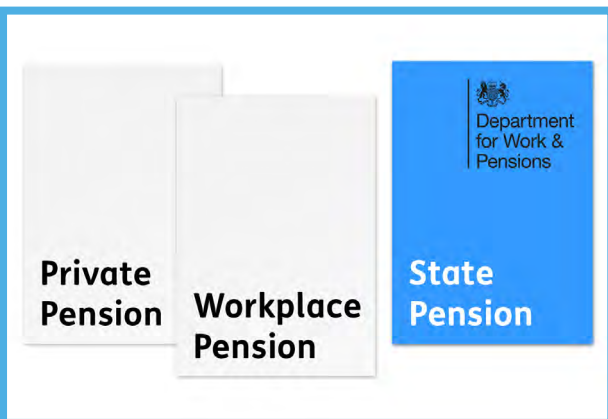 Private
Pension
Workplace
Pension
Department
for Work &
Pensions
State
Pension